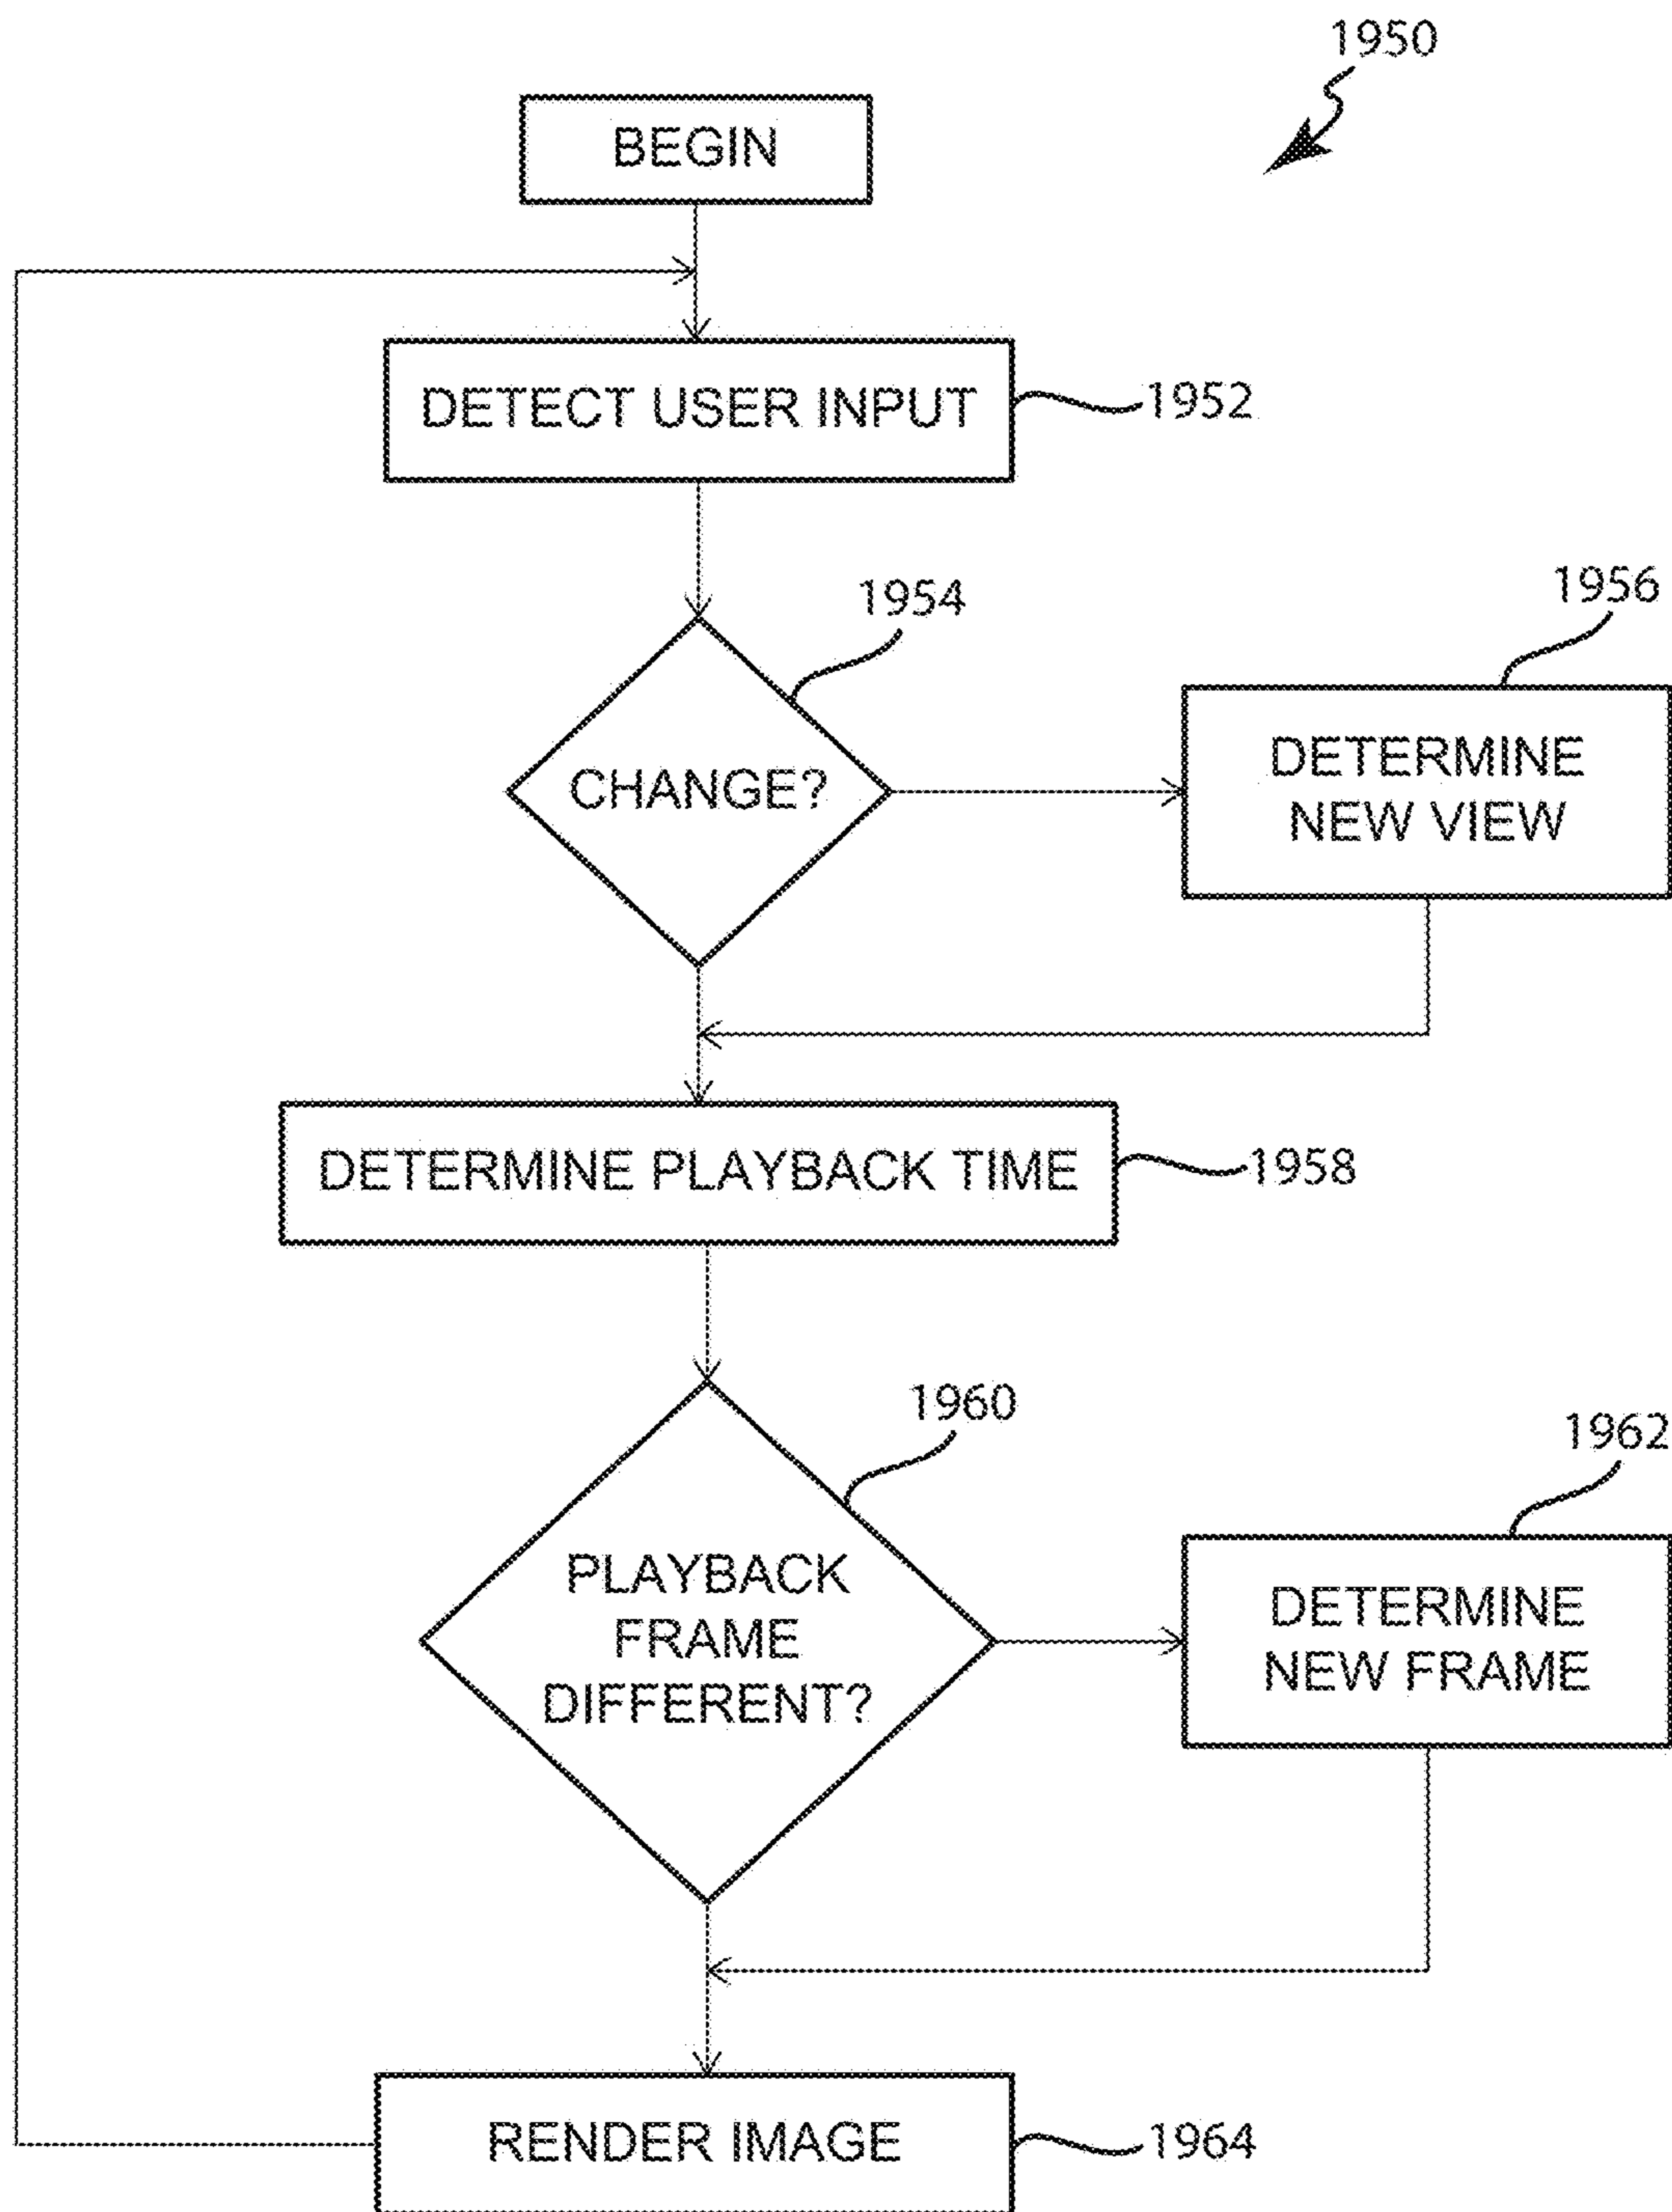 1950
BEGIN
DETECT USER INPUT
1952
1954
CHANGE?
1956
DETERMINE
NEW VIEW
DETERMINE PLAYBACK TIME
1958
1960
PLAYBACK
FRAME
DIFFERENT?
1962
DETERMINE
NEW FRAME
RENDER IMAGE
1964